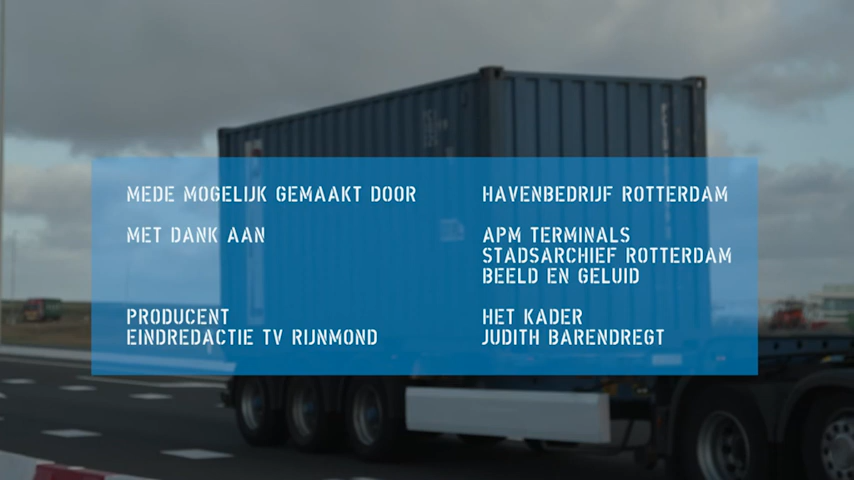 MEDE MOGELIJK GEMAAKT DOOR HAVENBEDRIJF ROTTERDAM
MET DANK AAN APM TERMINALS
STADSARCHIEF ROTTERDAM
BEELD EN GELUID
PRODUCENT HET KADER
EINDREDACTIE TV RIJNMOND JUDITH BARENDREGT